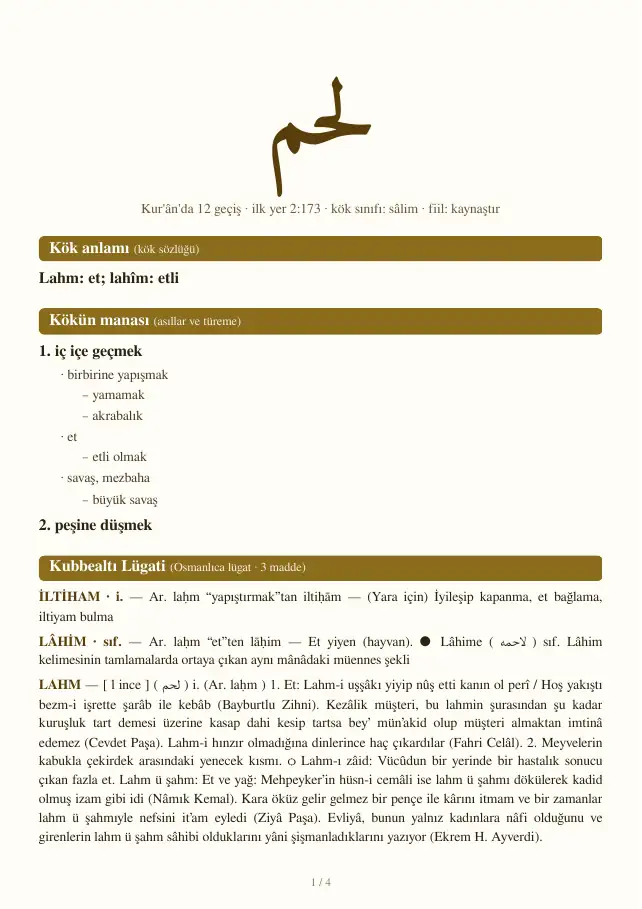 لحم
Kur'ân'da 12 geçiş · ilk yer 2:173 · kök sınıfı: sâlim · fiil: kaynaştır
Kök anlamı (kök sözlüğü)
Lahm: et; lahîm: etli
Kökün manası (asıllar ve türeme)
1. iç içe geçmek
· birbirine yapışmak
– yamamak
– akrabalık
· et
– etli olmak
· savaş, mezbaha
– büyük savaş
2. peşine düşmek
Kubbealtı Lügati (Osmanlıca lügat · 3 madde)
İLTİHAM · i. — Ar. laḥm “yapıştırmak”tan iltiḥām — (Yara için) İyileşip kapanma, et bağlama,
iltiyam bulma
LÂHİM · sıf. — Ar. laḥm “et”ten lāḥim — Et yiyen (hayvan). ● Lâhime ( لاحمه ) sıf. Lâhim
kelimesinin tamlamalarda ortaya çıkan aynı mânâdaki müennes şekli
LAHM — [ l ince ] ( لحم ) i. (Ar. laḥm ) 1. Et: Lahm-i uşşâkı yiyip nûş etti kanın ol perî / Hoş yakıştı
bezm-i işrette şarâb ile kebâb (Bayburtlu Zihni). Kezâlik müşteri, bu lahmin şurasından şu kadar
kuruşluk tart demesi üzerine kasap dahi kesip tartsa bey’ mün’akid olup müşteri almaktan imtinâ
edemez (Cevdet Paşa). Lahm-i hınzır olmadığına dinlerince haç çıkardılar (Fahri Celâl). 2. Meyvelerin
kabukla çekirdek arasındaki yenecek kısmı. ○ Lahm-ı zâid: Vücûdun bir yerinde bir hastalık sonucu
çıkan fazla et. Lahm ü şahm: Et ve yağ: Mehpeyker’in hüsn-i cemâli ise lahm ü şahmı dökülerek kadid
olmuş izam gibi idi (Nâmık Kemal). Kara öküz gelir gelmez bir pençe ile kârını itmam ve bir zamanlar
lahm ü şahmıyle nefsini it’am eyledi (Ziyâ Paşa). Evliyâ, bunun yalnız kadınlara nâfi olduğunu ve
girenlerin lahm ü şahm sâhibi olduklarını yâni şişmanladıklarını yazıyor (Ekrem H. Ayverdi).
1 / 4